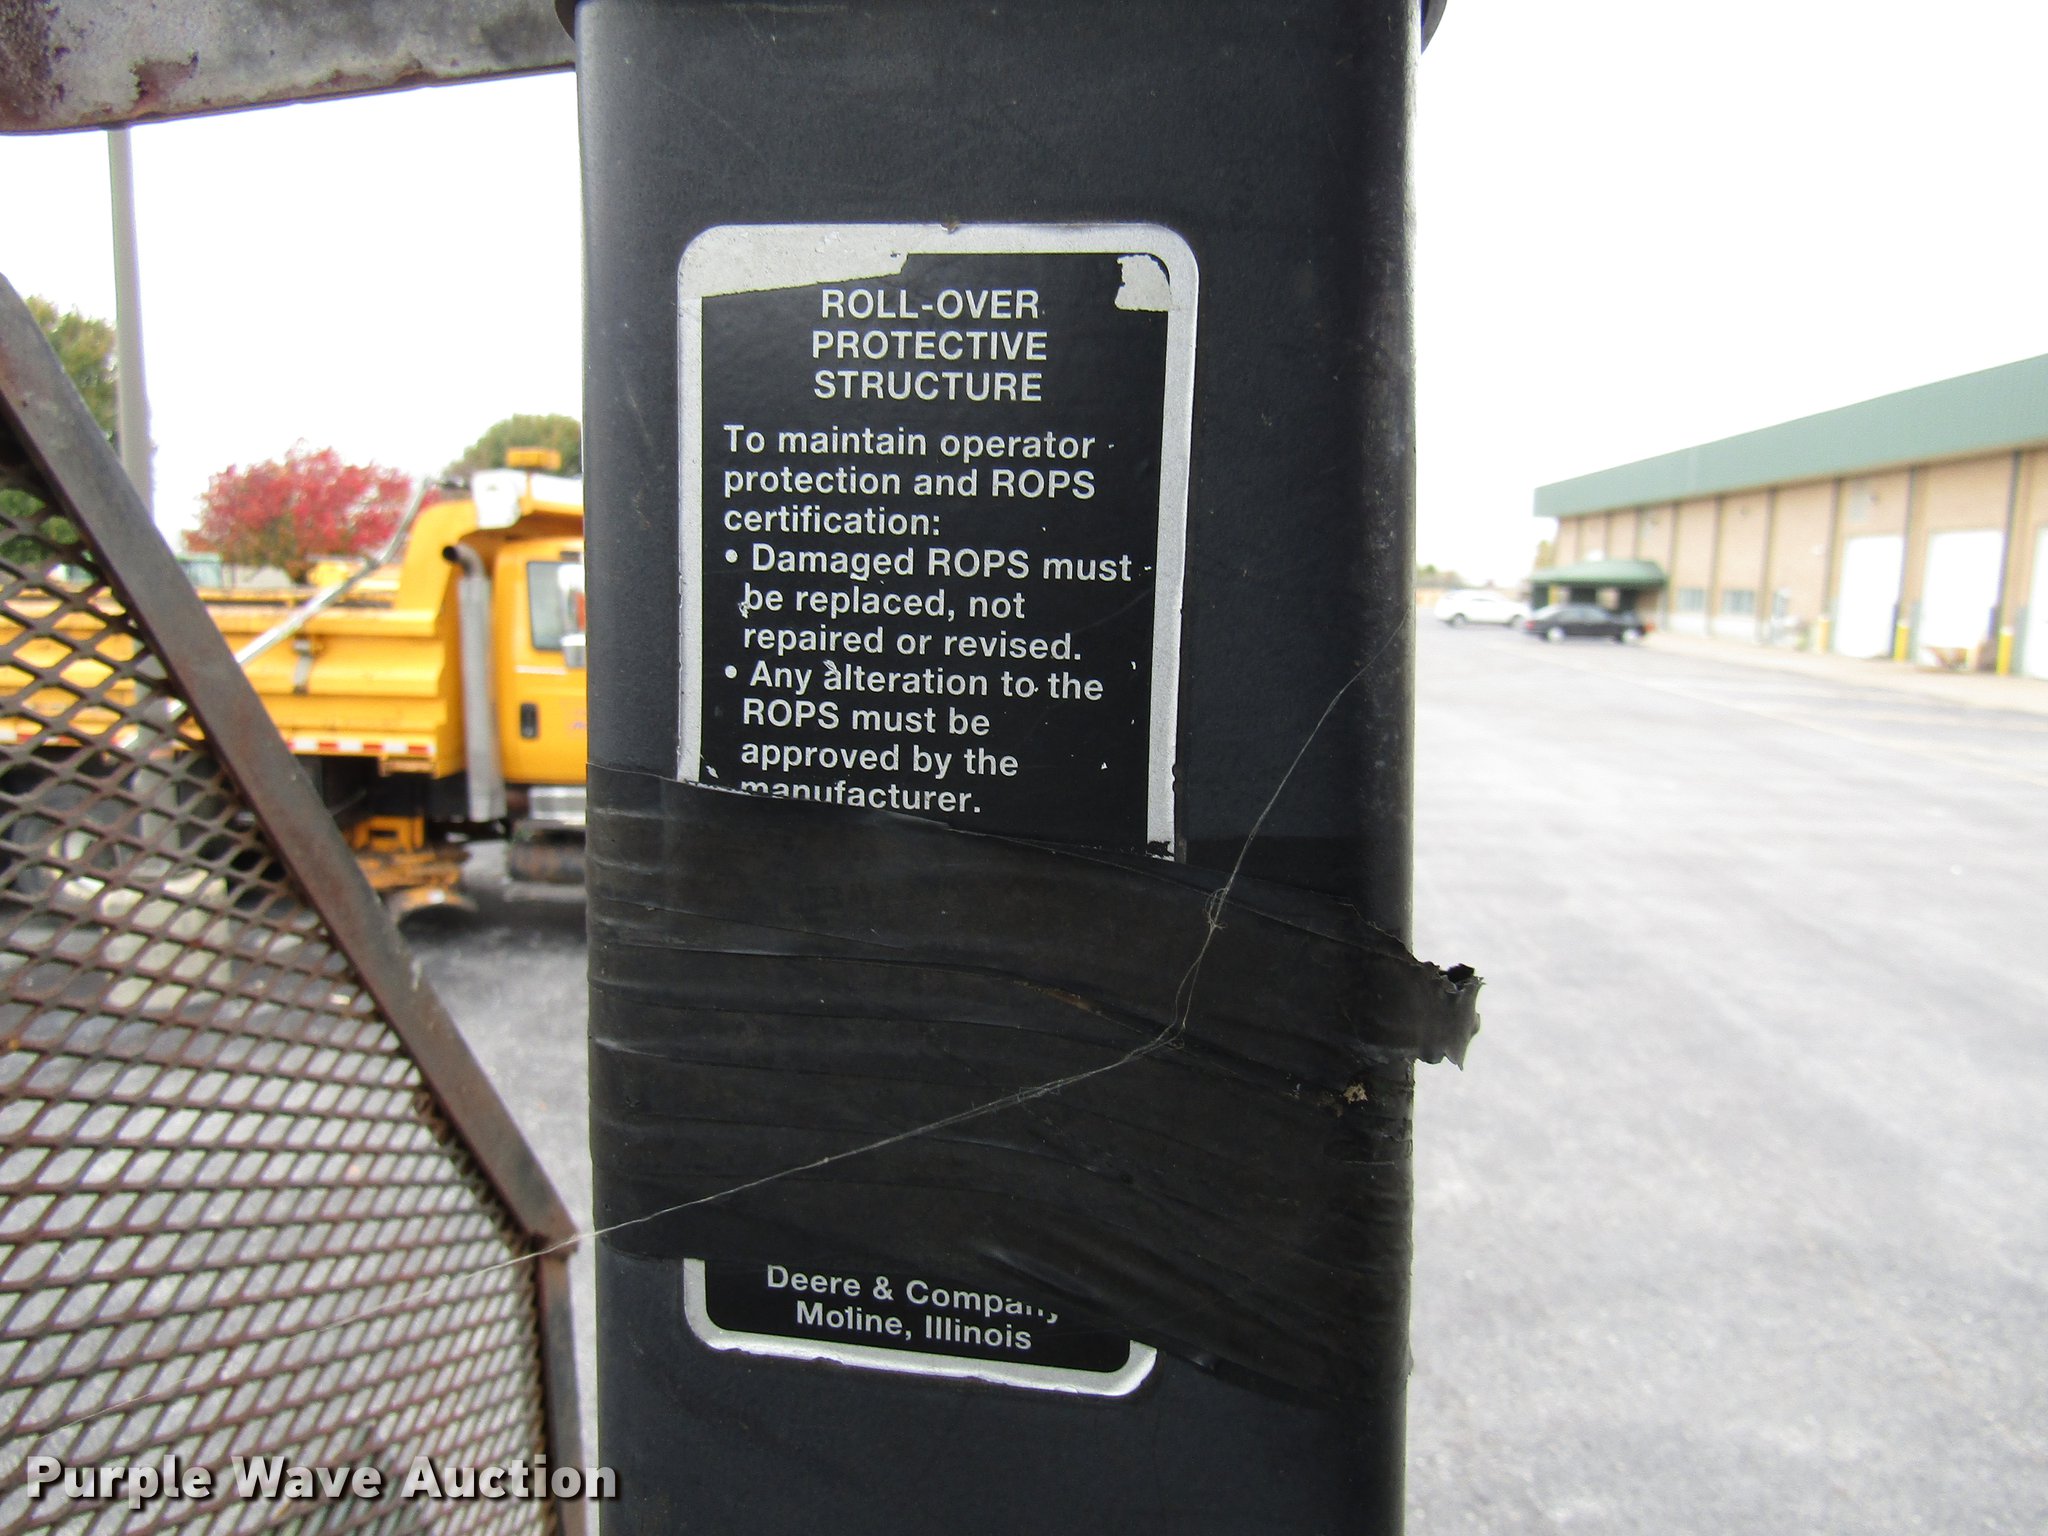 ROLL-OVER
PROTECTIVE
STRUCTURE
To maintain operator
protection and ROPS
certification:
• Damaged ROPS must
be replaced, not
repaired or revised.
• Any alteration to the
ROPS must be
approved by the
manufacturer.
Deere & Company
Moline, Illinois
Purple Wave Auction